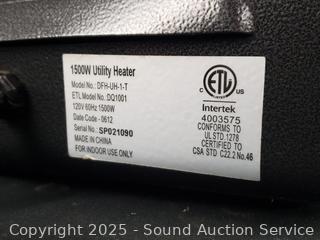 1500W Utility Heater
Model No.: DFH-UH-1-T
ETL Model No.: DQ1001
120V 60Hz 1500W
Date Code - 0612
Serial No.: SP021090
MADE IN CHINA
FOR INDOOR USE ONLY
ETL
C US
Intertek
4003575
CONFORMS TO
UL STD.1278
CERTIFIED TO
CSA STD C22.2 No.46
Copyright © 2025 - Sound Auction Service